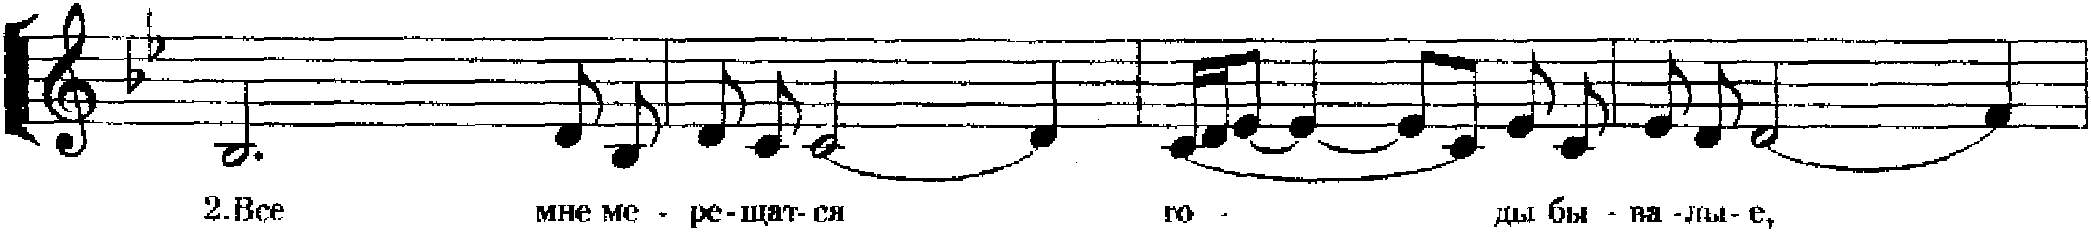 2.Все мне ме - ре-щат-ся го - ды бы - ва-лы-е,